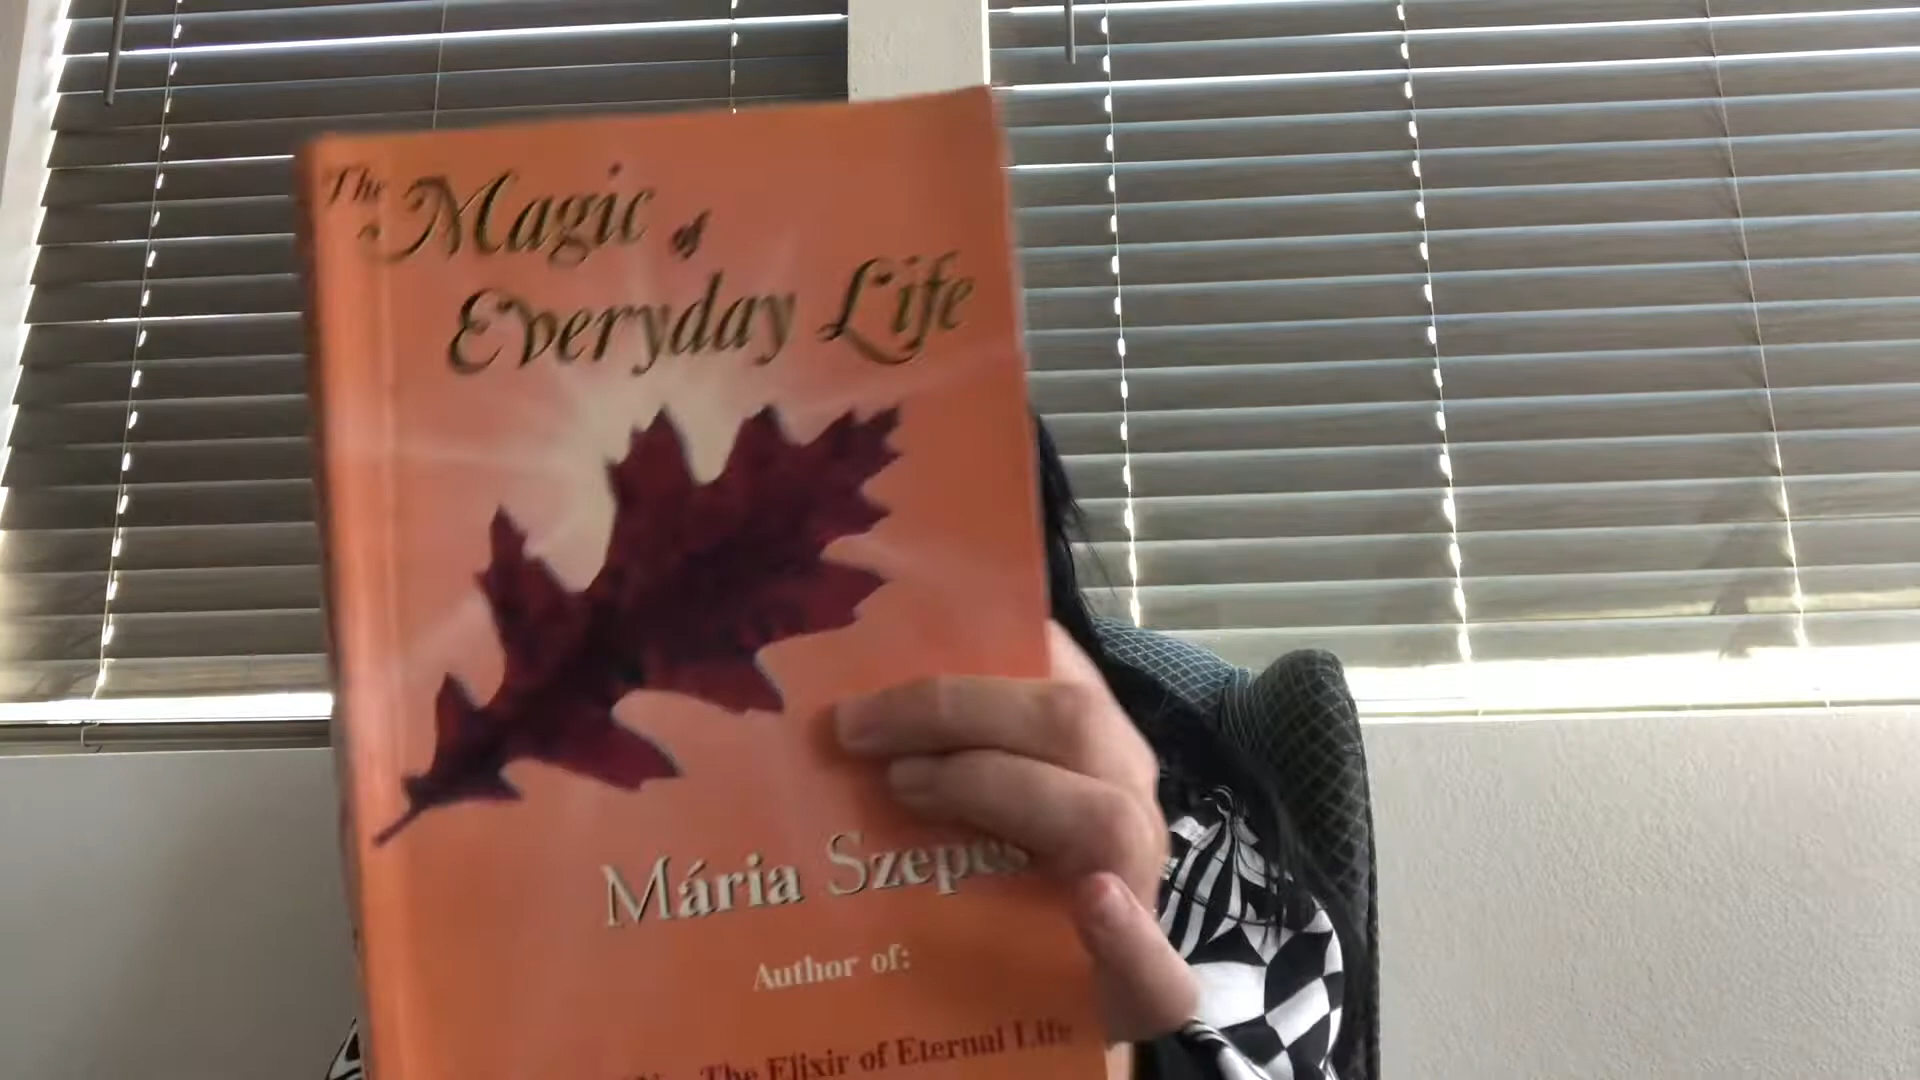 The
Magic of
Everyday Life
Mária Szepes
Author of:
The Elixir of Eternal Life